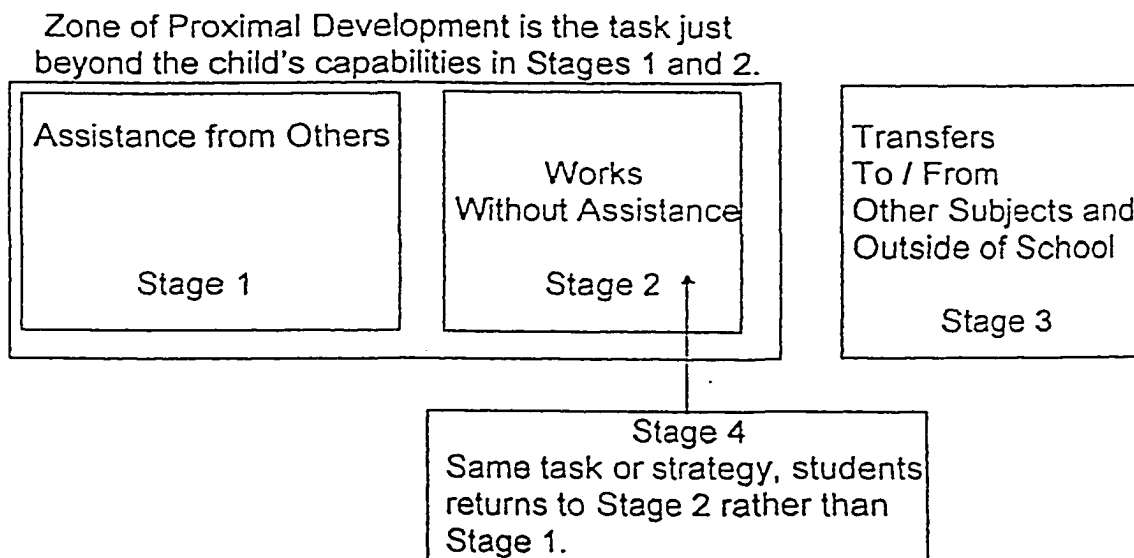 Zone of Proximal Development is the task just
beyond the child's capabilities in Stages 1 and 2.
Assistance from Others
Stage 1
Works
Without Assistance
Stage 2
Transfers
To / From
Other Subjects and
Outside of School
Stage 3
Stage 4
Same task or strategy, students
returns to Stage 2 rather than
Stage 1.